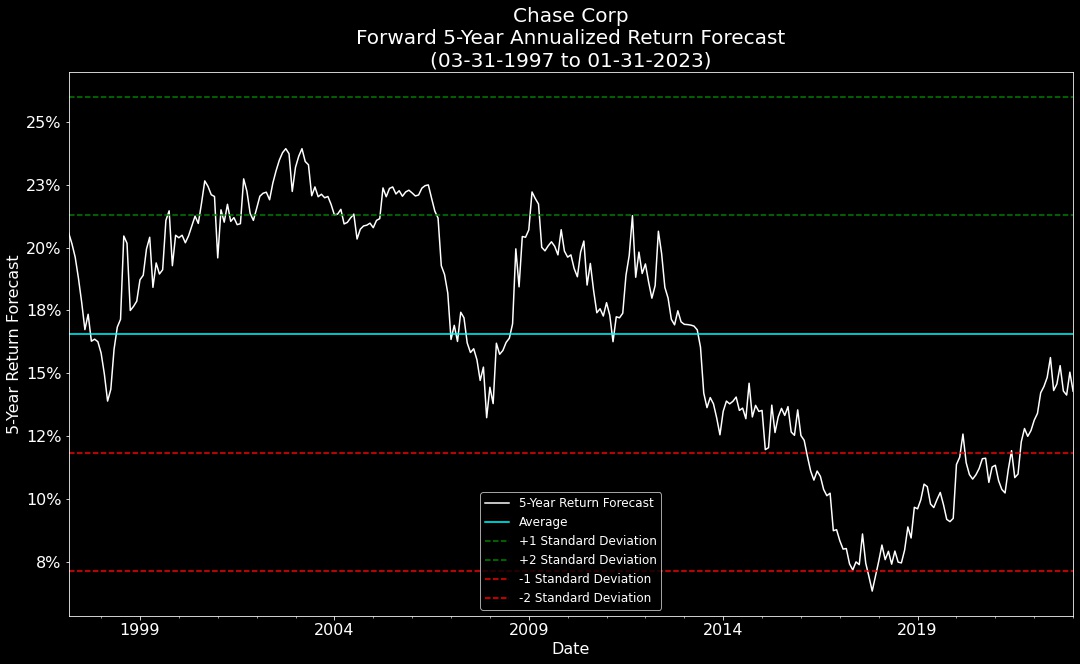 Chase Corp
Forward 5-Year Annualized Return Forecast
(03-31-1997 to 01-31-2023)
5-Year Return Forecast
25%
23%
20%
18%
15%
12%
10%
8%
5-Year Return Forecast
Average
+1 Standard Deviation
+2 Standard Deviation
-1 Standard Deviation
-2 Standard Deviation
1999
2004
2009
2014
2019
Date